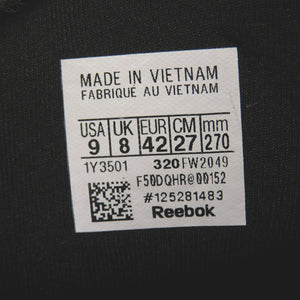 MADE IN VIETNAM
FABRIQUÉ AU VIETNAM
USA UK EUR CM mm
9 8 42 27 270
1Y3501 320 FW2049
F50DQHR@00152
#125281483
Reebok